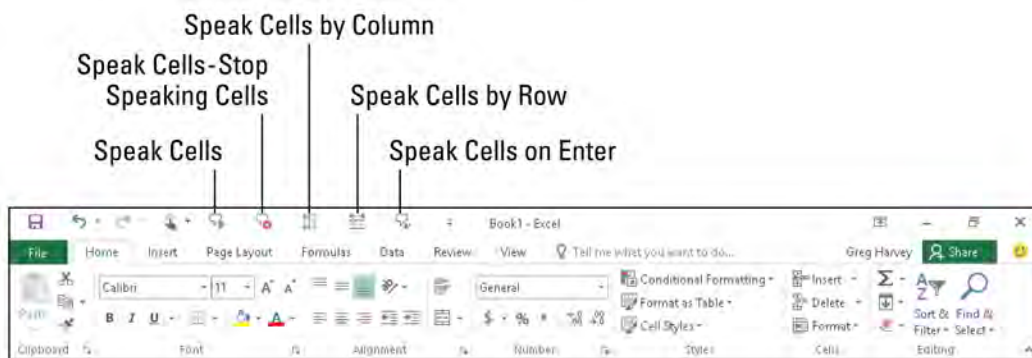 Speak Cells by Column
Speak Cells-Stop
Speaking Cells
Speak Cells by Row
Speak Cells
Speak Cells on Enter
Book1 - Excel
File Home Insert Page Layout Formulas Data Review View Tell me what you want to do... Greg Harvey Share
Calibri 11 A A General Conditional Formatting Insert Σ A Z
Paste B I U A $ % Format as Table Delete Sort & Find &
Cell Styles Format Filter Select
Clipboard Font Alignment Number Styles Cells Editing